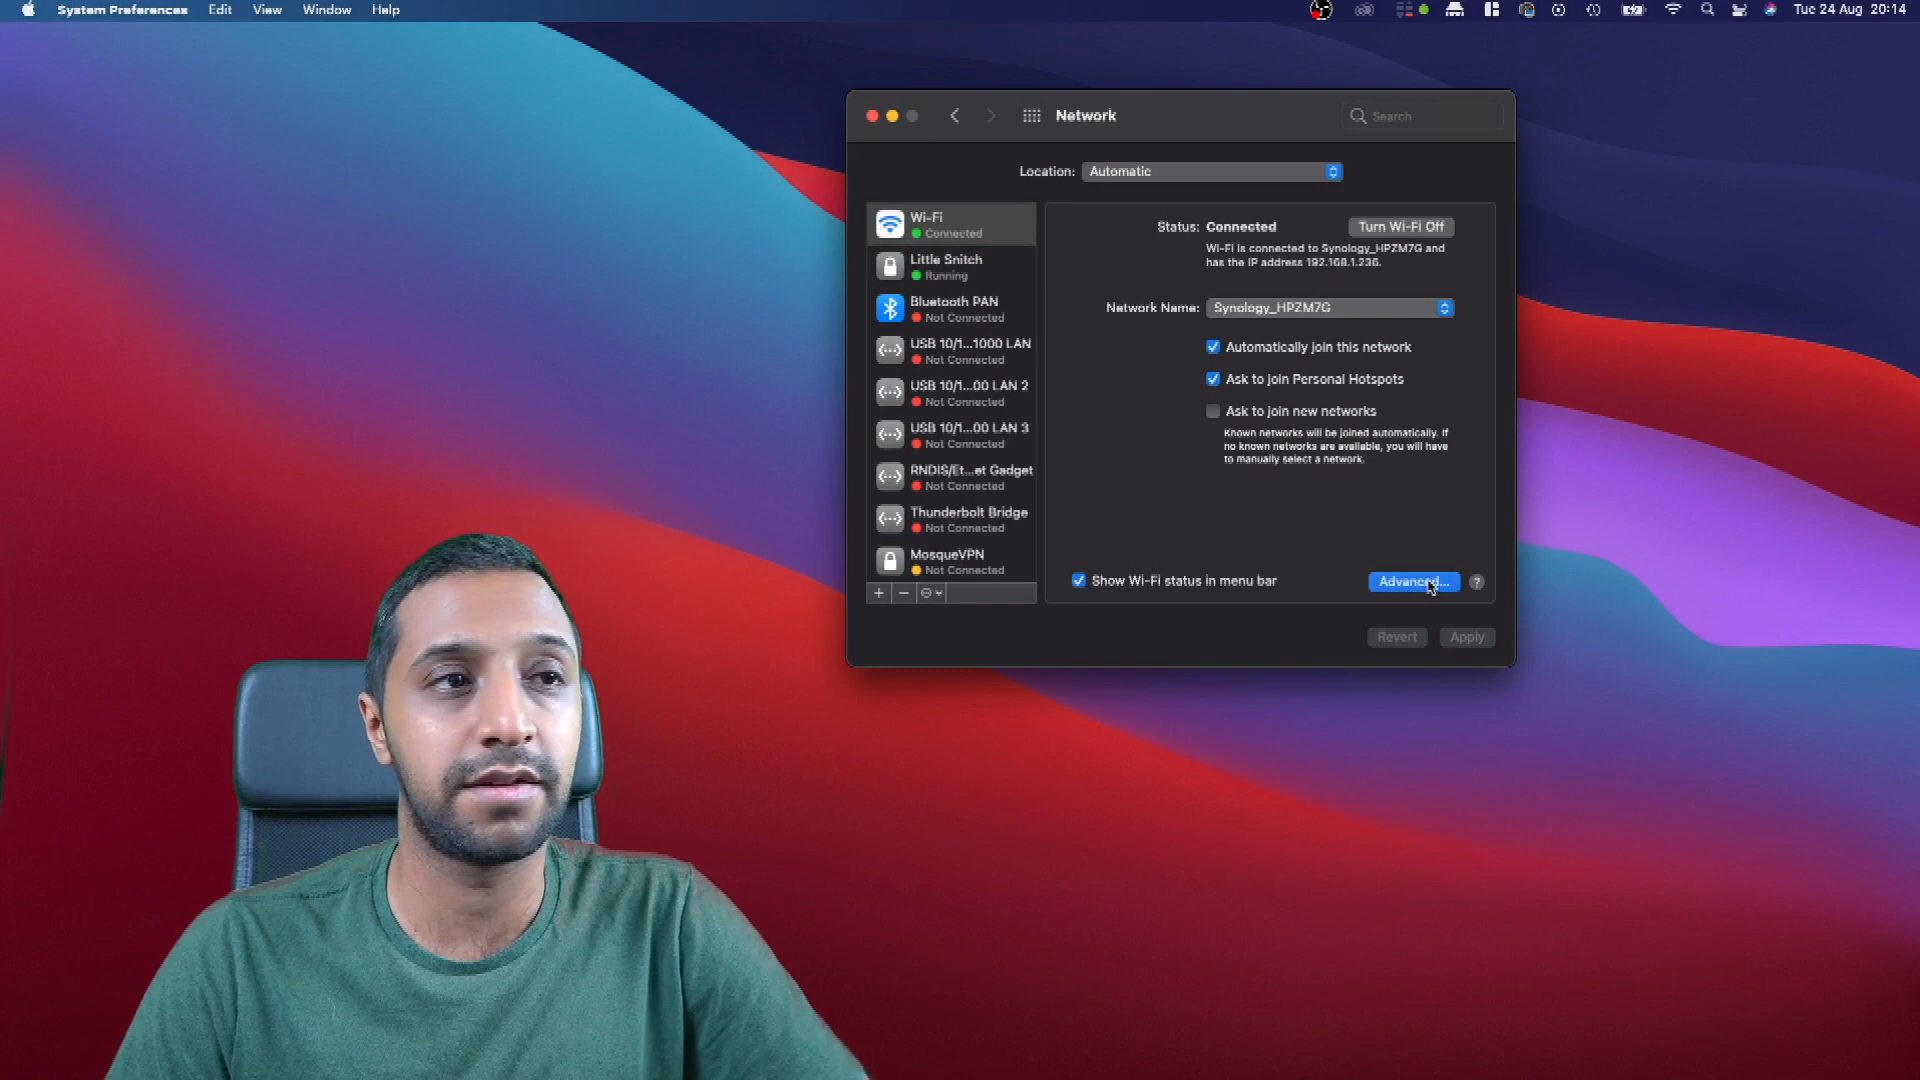 System Preferences Edit View Window Help
Tue 24 Aug 20:14
Network
Search
Location: Automatic
Wi-Fi
Connected
Little Snitch
Running
Bluetooth PAN
Not Connected
USB 10/1...1000 LAN
Not Connected
USB 10/1...00 LAN 2
Not Connected
USB 10/1...00 LAN 3
Not Connected
RNDIS/Et...et Gadget
Not Connected
Thunderbolt Bridge
Not Connected
MosqueVPN
Not Connected
Status: Connected
Turn Wi-Fi Off
Wi-Fi is connected to Synology_HPZM7G and
has the IP address 192.168.1.236.
Network Name: Synology_HPZM7G
Automatically join this network
Ask to join Personal Hotspots
Ask to join new networks
Known networks will be joined automatically. If
no known networks are available, you will have
to manually select a network.
Show Wi-Fi status in menu bar
Advanced...
?
Revert Apply